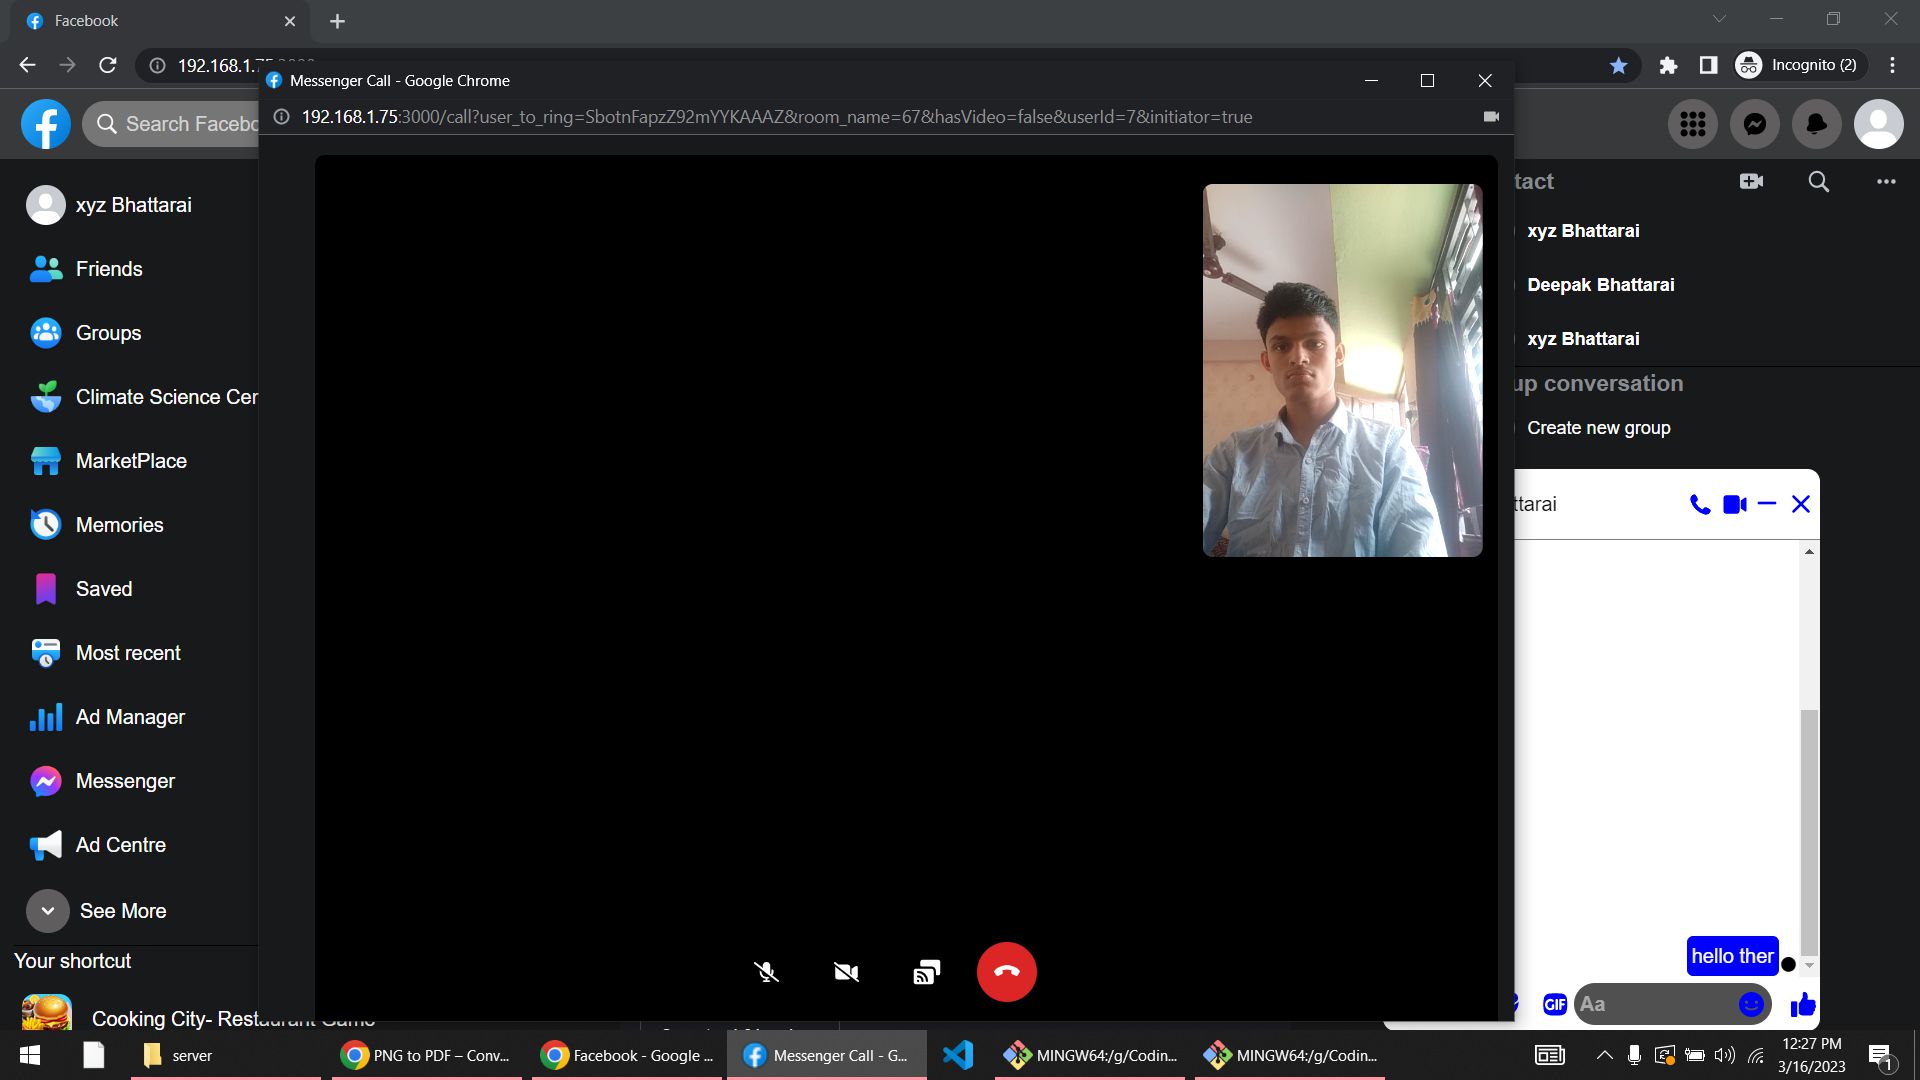 Facebook
192.168.1.75:3000
Incognito (2)
Messenger Call - Google Chrome
192.168.1.75:3000/call?user_to_ring=SbotnFapzZ92mYYKAAAZ&room_name=67&hasVideo=false&userId=7&initiator=true
Search Facebo
xyz Bhattarai
Friends
Groups
Climate Science Cer
MarketPlace
Memories
Saved
Most recent
Ad Manager
Messenger
Ad Centre
See More
Your shortcut
Cooking City- Restaurant Game
tact
xyz Bhattarai
Deepak Bhattarai
xyz Bhattarai
up conversation
Create new group
ttarai
hello ther
GIF
Aa
server
PNG to PDF – Conv...
Facebook - Google ...
Messenger Call - G...
MINGW64:/g/Codin...
MINGW64:/g/Codin...
12:27 PM
3/16/2023
1